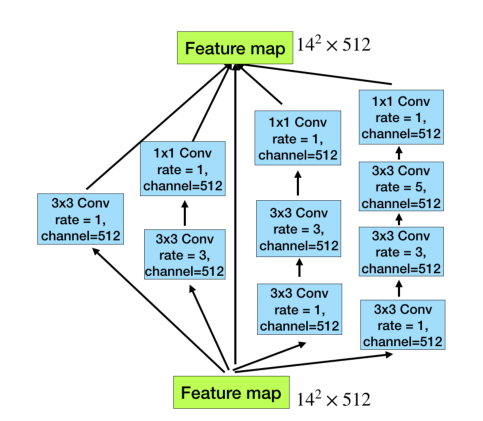 Feature map 14² × 512
1x1 Conv
rate = 1,
channel=512
1x1 Conv
rate = 1,
channel=512
1x1 Conv
rate = 1,
channel=512
3x3 Conv
rate = 5,
channel=512
3x3 Conv
rate = 1,
channel=512
3x3 Conv
rate = 3,
channel=512
3x3 Conv
rate = 3,
channel=512
3x3 Conv
rate = 3,
channel=512
3x3 Conv
rate = 1,
channel=512
3x3 Conv
rate = 1,
channel=512
Feature map 14² × 512